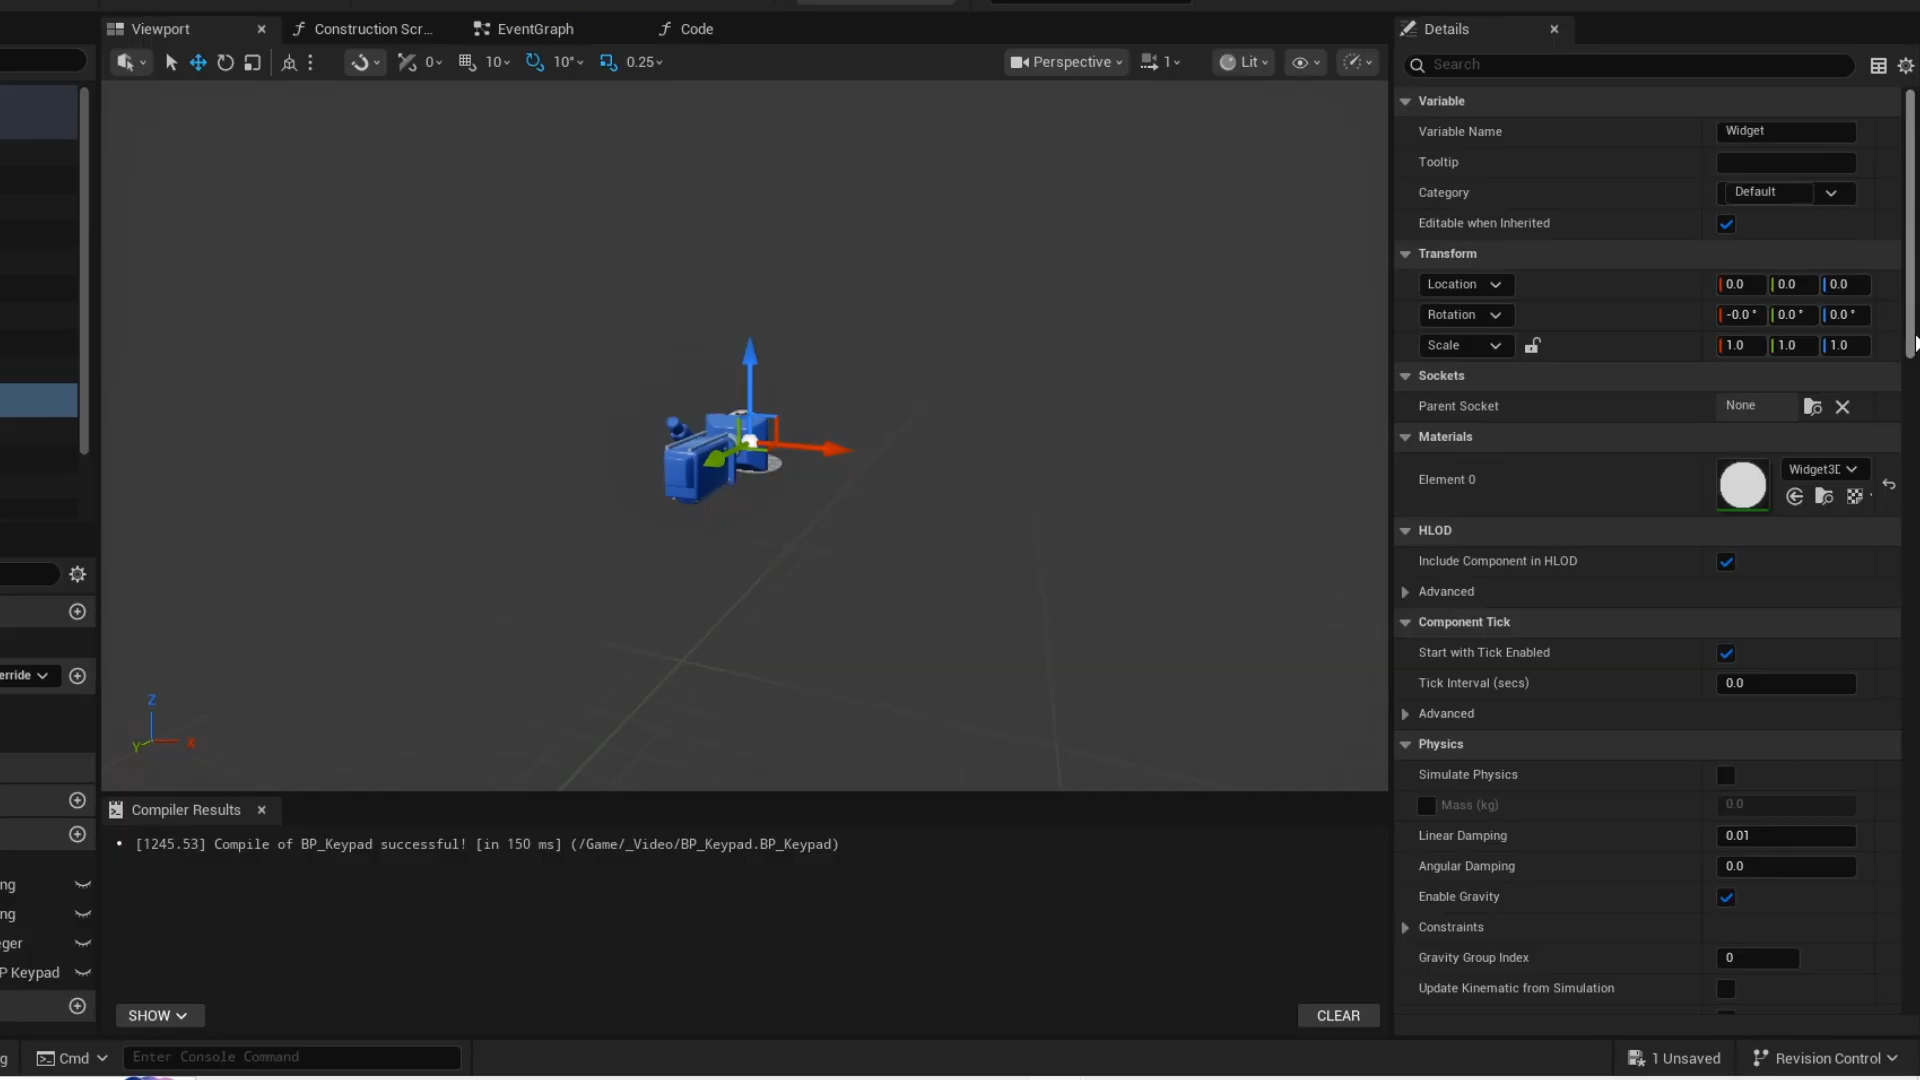 Viewport
Construction Scr...
EventGraph
Code
Details
0
10
10°
0.25
Perspective
1
Lit
Search
Variable
Variable Name
Widget
Tooltip
Category
Default
Editable when Inherited
Transform
Location
0.0
0.0
0.0
Rotation
-0.0 °
0.0 °
0.0 °
Scale
1.0
1.0
1.0
Sockets
Parent Socket
None
Materials
Element 0
Widget3D
HLOD
Include Component in HLOD
Advanced
Component Tick
Start with Tick Enabled
Tick Interval (secs)
0.0
Advanced
Physics
Simulate Physics
Mass (kg)
0.0
Linear Damping
0.01
Angular Damping
0.0
Enable Gravity
Constraints
Gravity Group Index
0
Update Kinematic from Simulation
erride
Z
Y
X
Compiler Results
• [1245.53] Compile of BP_Keypad successful! [in 150 ms] (/Game/_Video/BP_Keypad.BP_Keypad)
ng
ng
eger
P Keypad
SHOW
CLEAR
g
Cmd
Enter Console Command
1 Unsaved
Revision Control